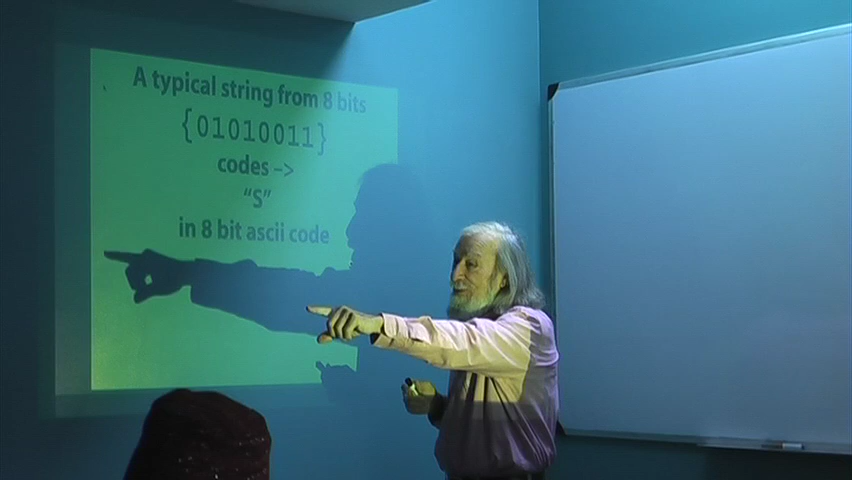 A typical string from 8 bits
{01010011}
codes –>
“S”
in 8 bit ascii code